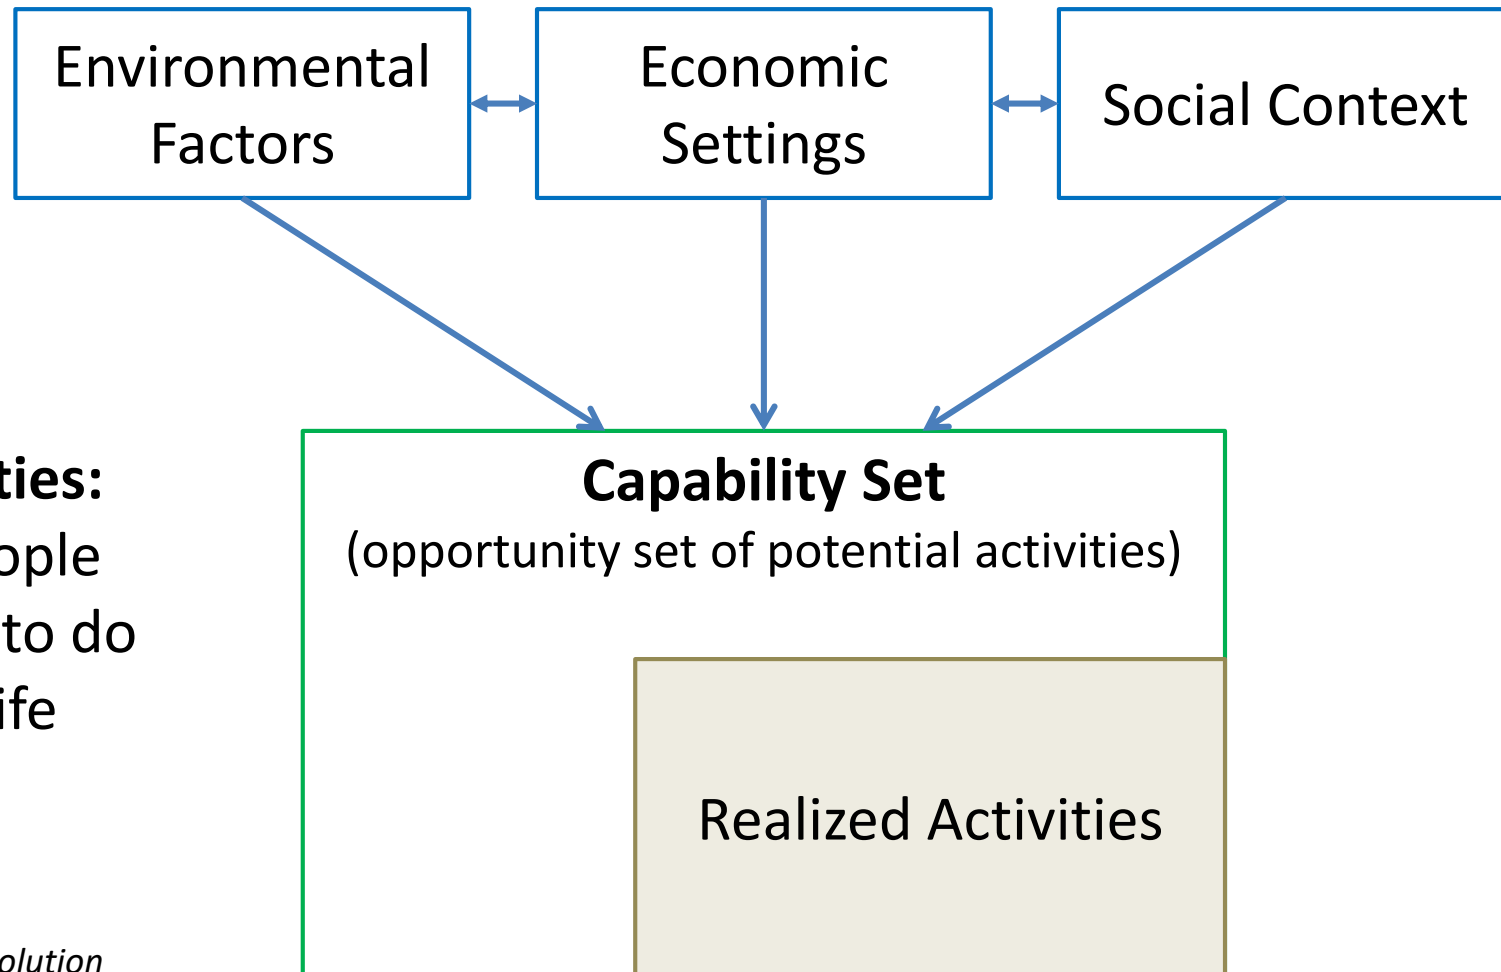 Environmental
Factors
Economic
Settings
Social Context
Capability Set
(opportunity set of potential activities)
ties:
ople
to do
ife
Realized Activities
olution